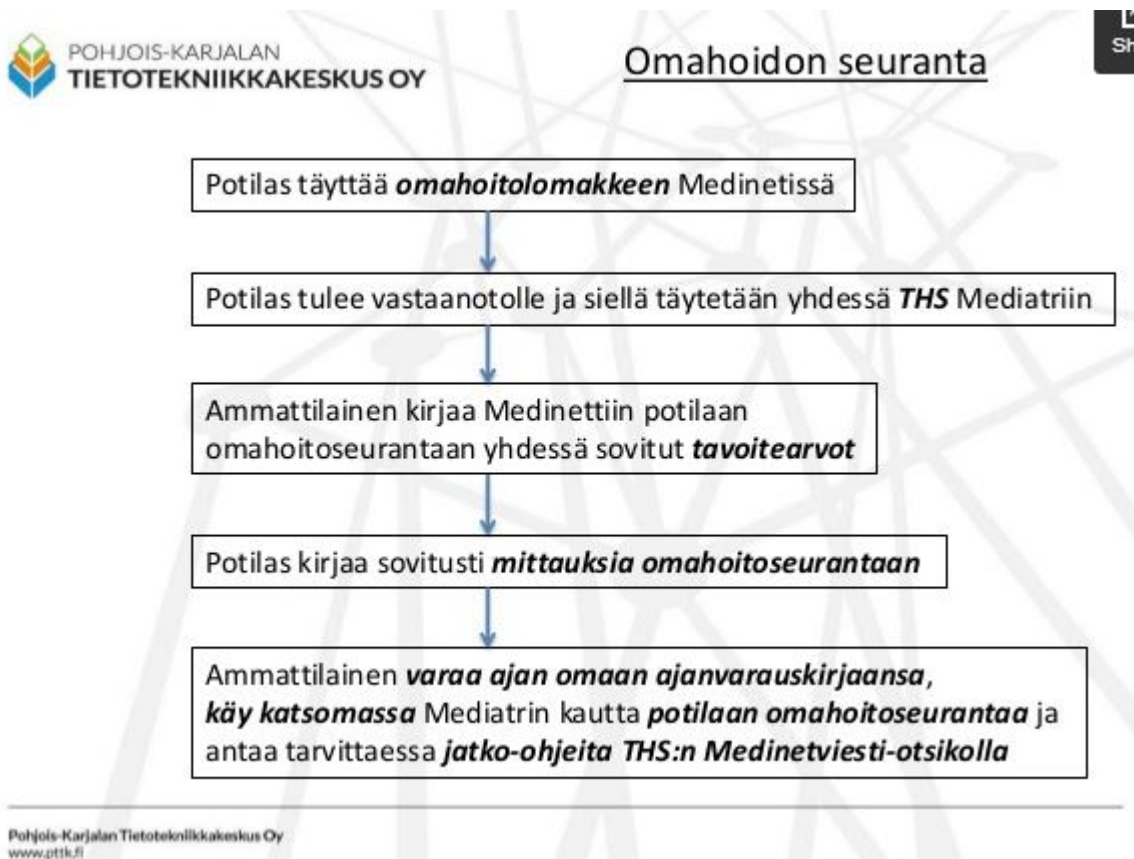 POHJOIS-KARJALAN
TIETOTEKNIIKKAKESKUS OY
Omahoidon seuranta
Sh
Potilas täyttää omahoitolomakkeen Medinetissä
Potilas tulee vastaanotolle ja siellä täytetään yhdessä THS Mediatriin
Ammattilainen kirjaa Medinettiin potilaan
omahoitoseurantaan yhdessä sovitut tavoitearvot
Potilas kirjaa sovitusti mittauksia omahoitoseurantaan
Ammattilainen varaa ajan omaan ajanvarauskirjaansa,
käy katsomassa Mediatrin kautta potilaan omahoitoseurantaa ja
antaa tarvittaessa jatko-ohjeita THS:n Medinetviesti-otsikolla
Pohjois-Karjalan Tietotekniikkakeskus Oy
www.pttk.fi